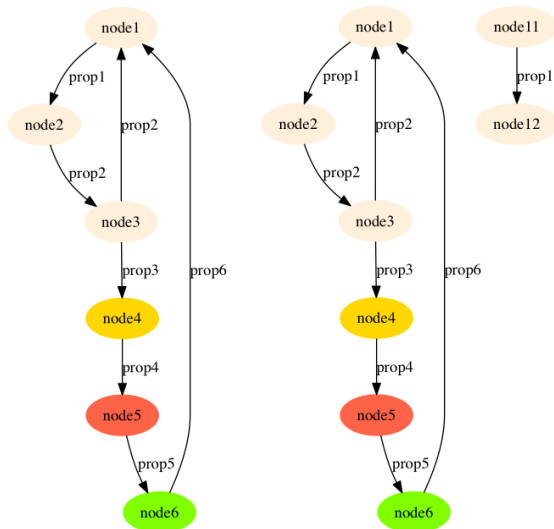 node1
prop1
node2
prop2
prop2
node3
prop3
prop6
node4
prop4
node5
prop5
node6
node1
prop1
node2
prop2
prop2
node3
prop3
prop6
node4
prop4
node5
prop5
node6
node11
prop1
node12